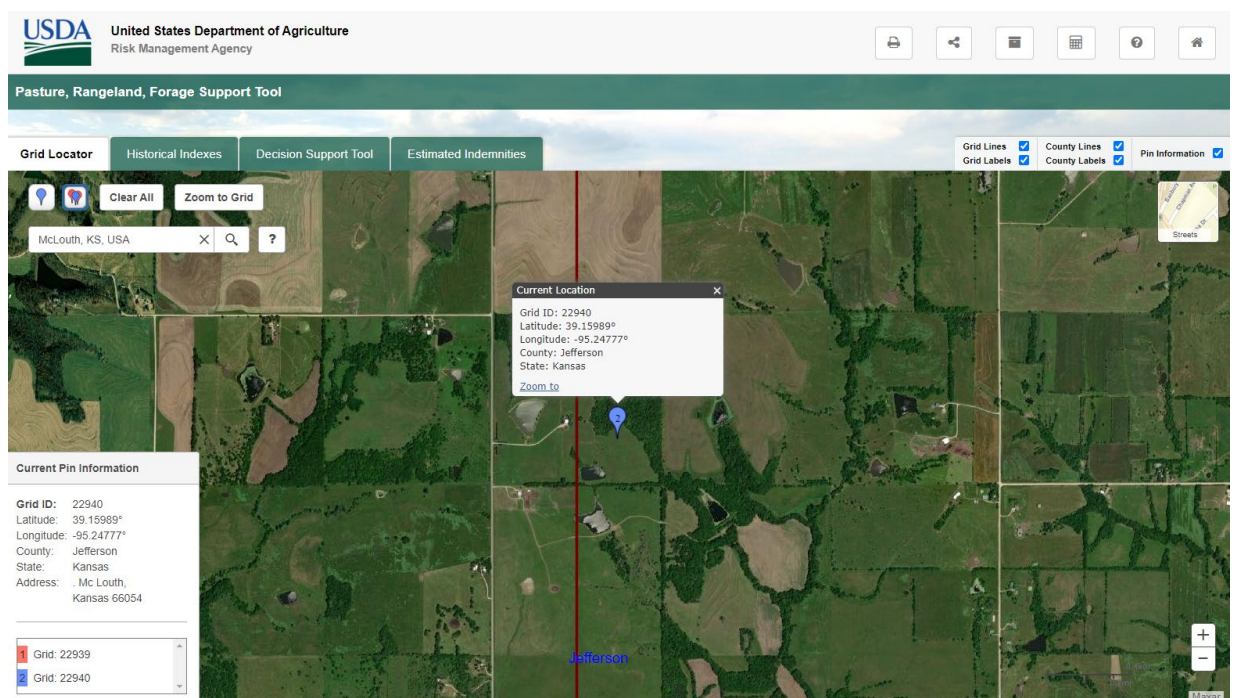 USDA
United States Department of Agriculture
Risk Management Agency
Pasture, Rangeland, Forage Support Tool
Grid Locator
Historical Indexes
Decision Support Tool
Estimated Indemnities
Grid Lines
Grid Labels
County Lines
County Labels
Pin Information
Clear All
Zoom to Grid
McLouth, KS, USA
?
Streets
Current Location
Grid ID: 22940
Latitude: 39.15989°
Longitude: -95.24777°
County: Jefferson
State: Kansas
Zoom to
2
Current Pin Information
Grid ID: 22940
Latitude: 39.15989°
Longitude: -95.24777°
County: Jefferson
State: Kansas
Address: . Mc Louth,
Kansas 66054
1 Grid: 22939
2 Grid: 22940
Jefferson
+
−
Maxar